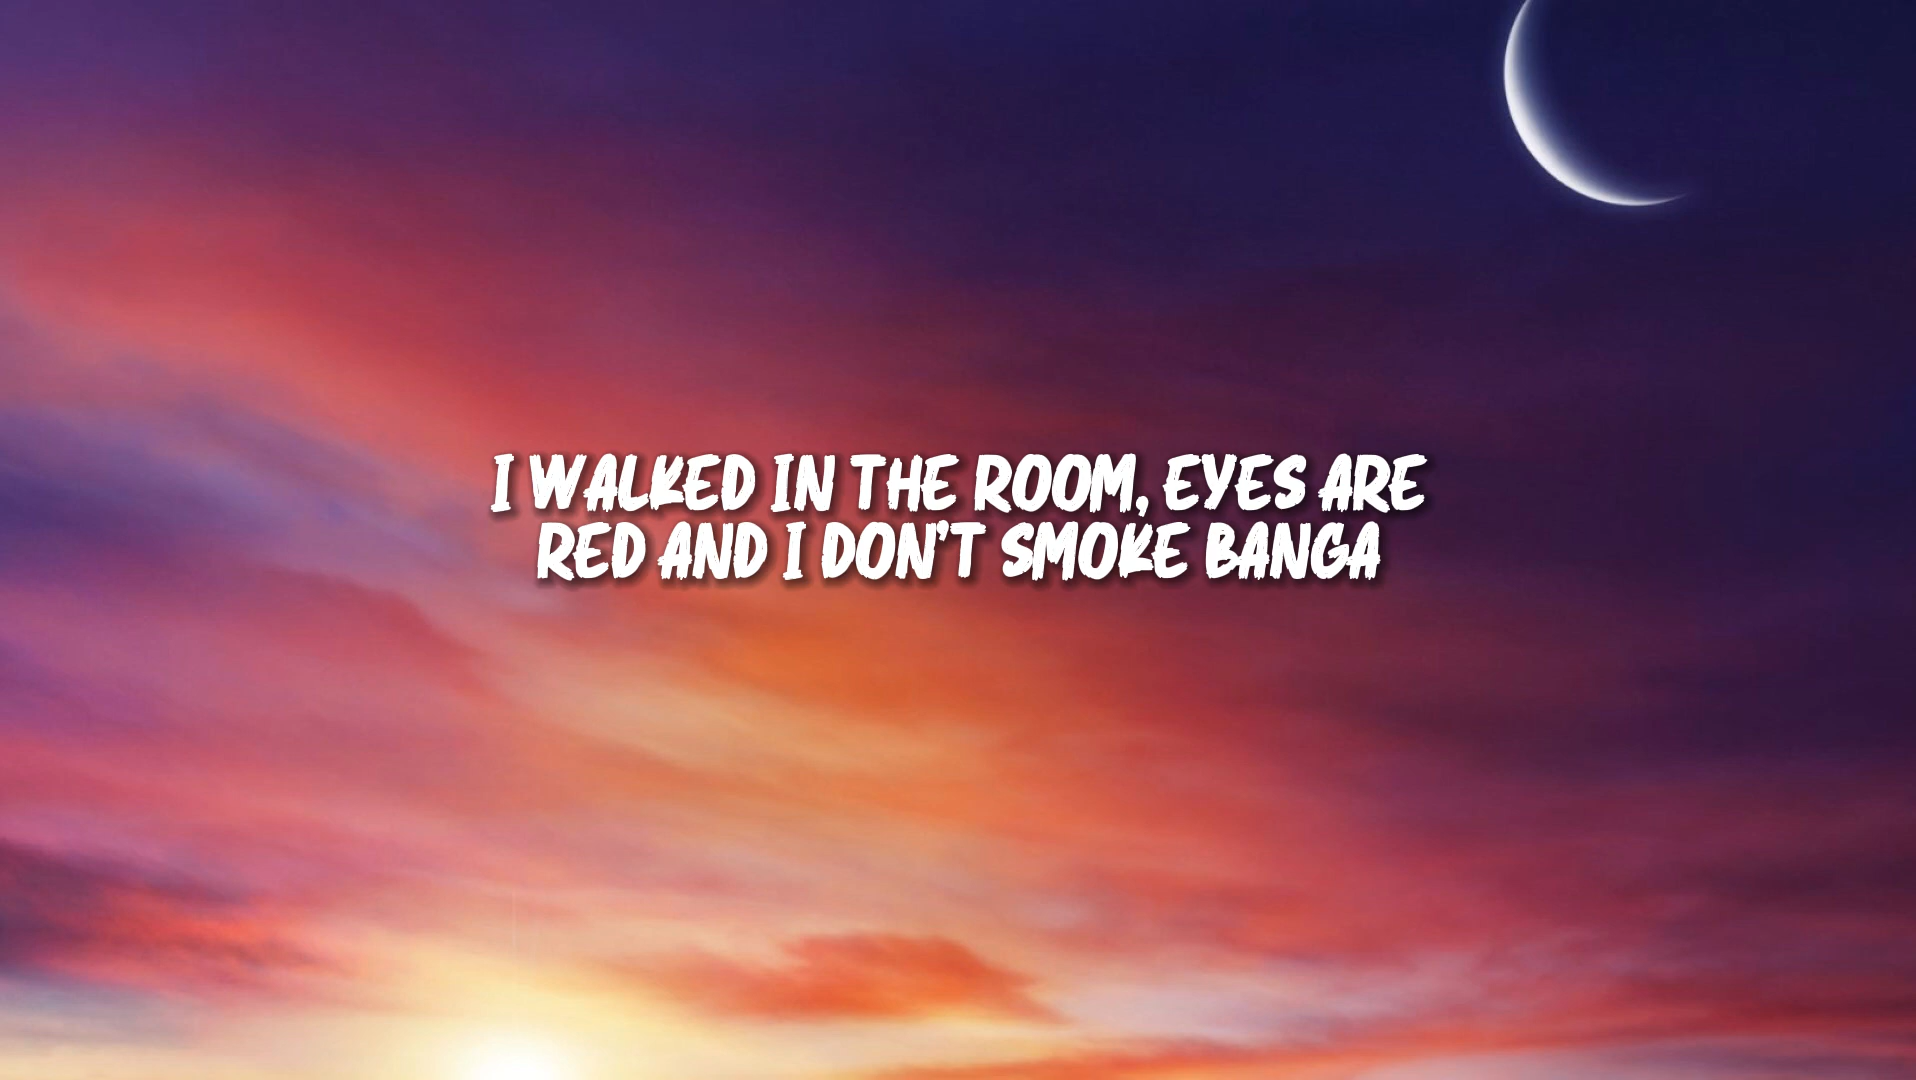 I WALKED IN THE ROOM, EYES ARE
RED AND I DON'T SMOKE BANGA